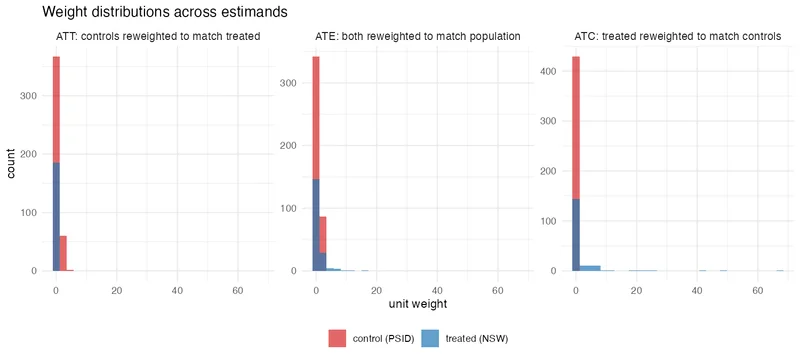 Weight distributions across estimands
ATT: controls reweighted to match treated
ATE: both reweighted to match population
ATC: treated reweighted to match controls
count
300
200
100
0
0 20 40 60
300
200
100
0
0 20 40 60
400
300
200
100
0
0 20 40 60
unit weight
control (PSID)
treated (NSW)